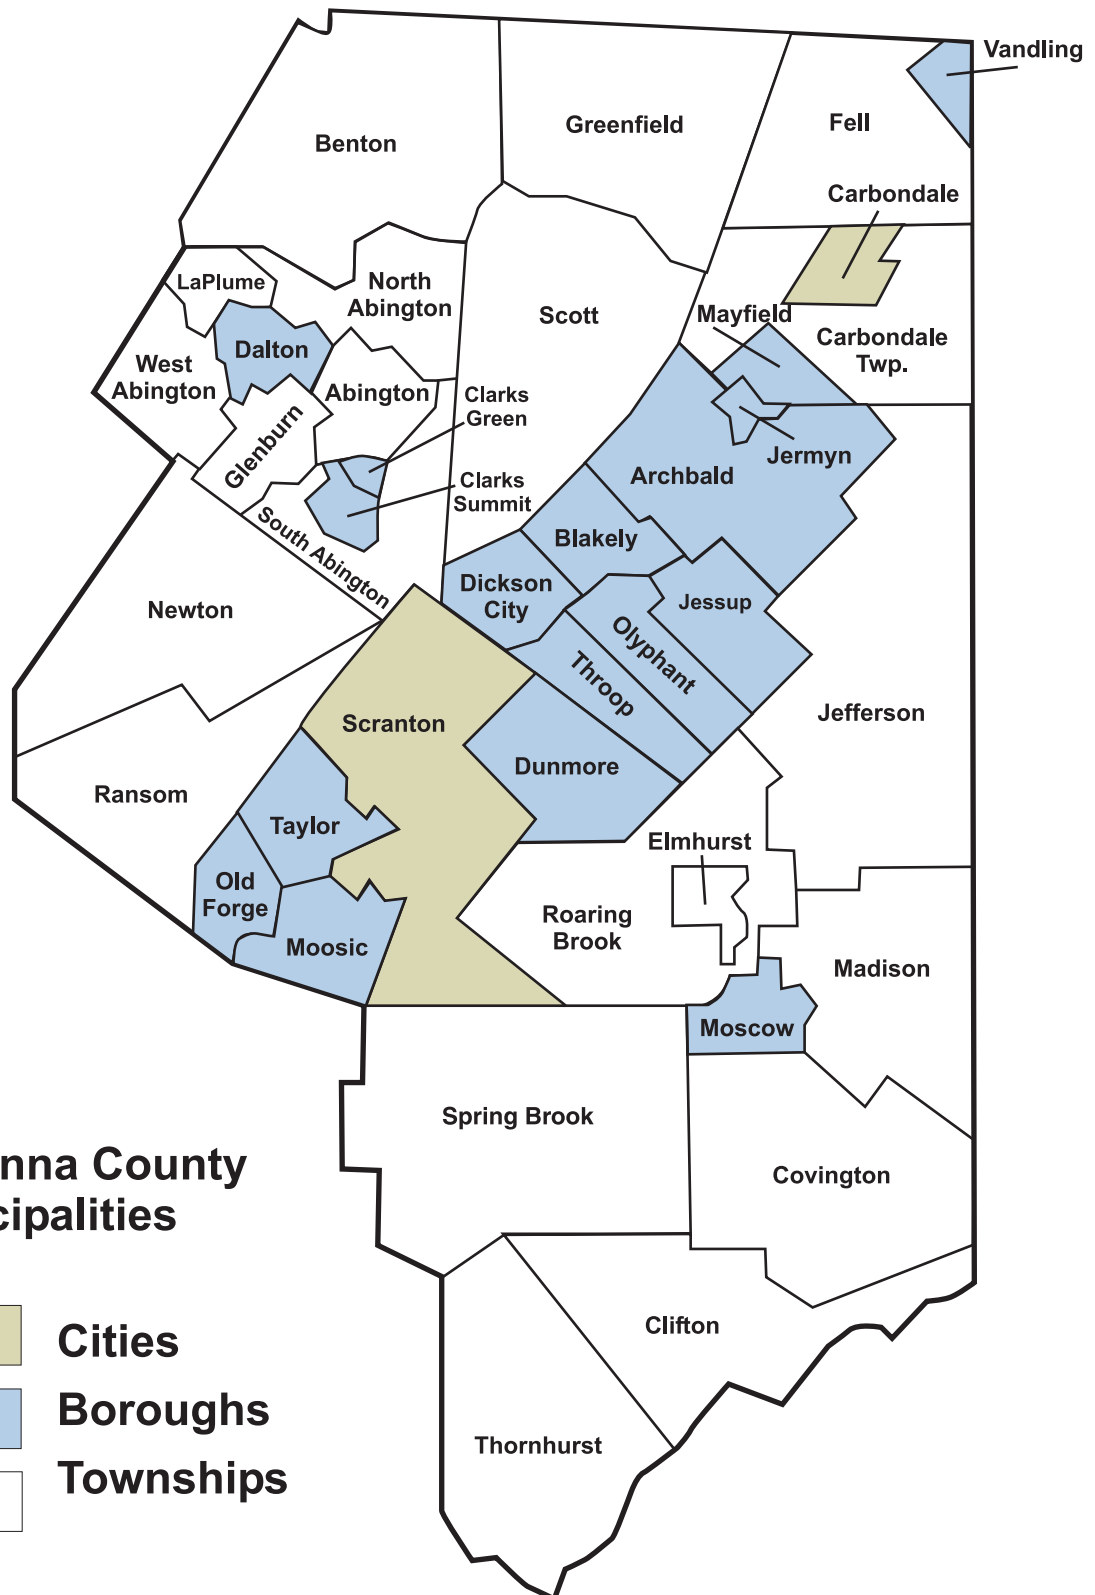 Vandling
Greenfield
Fell
Benton
Carbondale
LaPlume
North
Abington
Scott
Mayfield
Carbondale
Twp.
Dalton
West
Abington
Abington
Clarks
Green
Glenburn
Jermyn
Archbald
Clarks
Summit
South Abington
Blakely
Dickson
City
Jessup
Newton
Olyphant
Throop
Jefferson
Scranton
Dunmore
Ransom
Taylor
Elmhurst
Old
Forge
Roaring
Brook
Moosic
Madison
Moscow
Spring Brook
Covington
nna County
cipalities
Clifton
Cities
Boroughs
Thornhurst
Townships